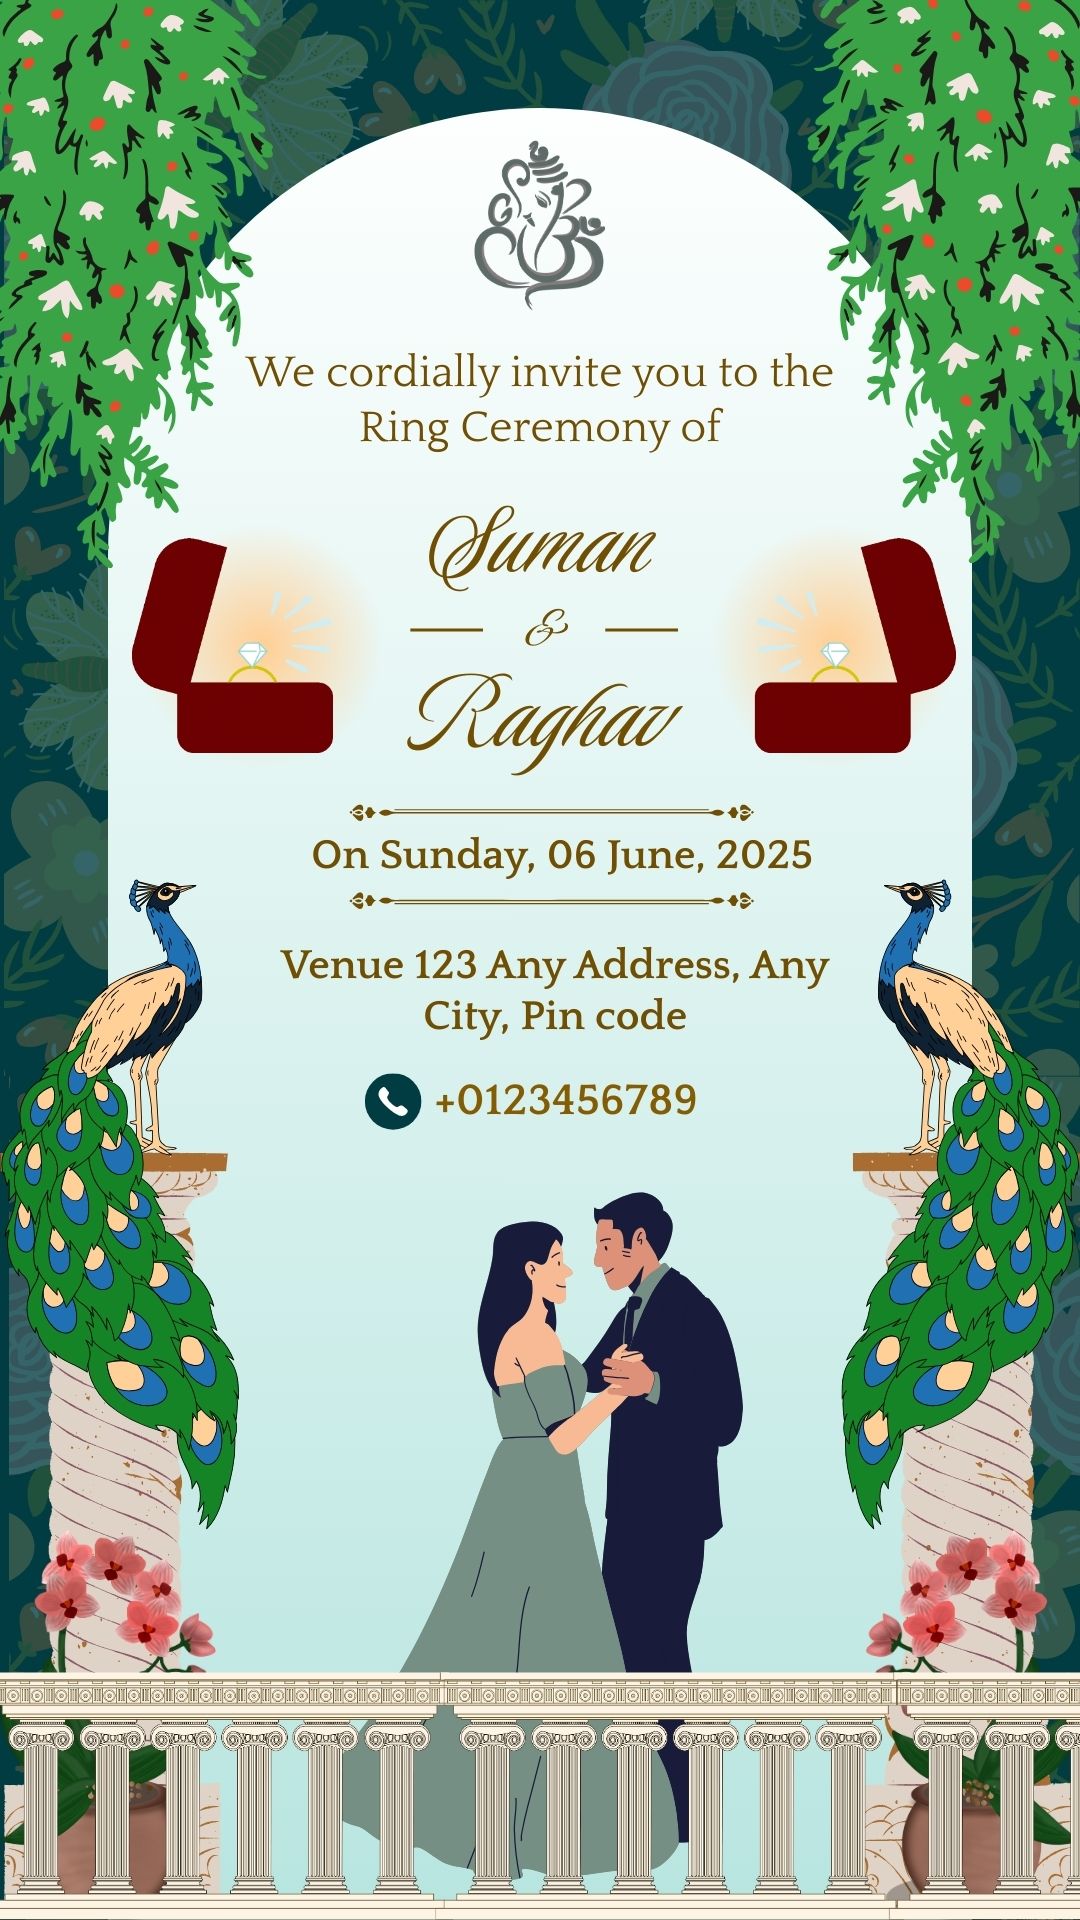 We cordially invite you to the
Ring Ceremony of
Suman
&
Raghav
On Sunday, 06 June, 2025
Venue 123 Any Address, Any
City, Pin code
+0123456789